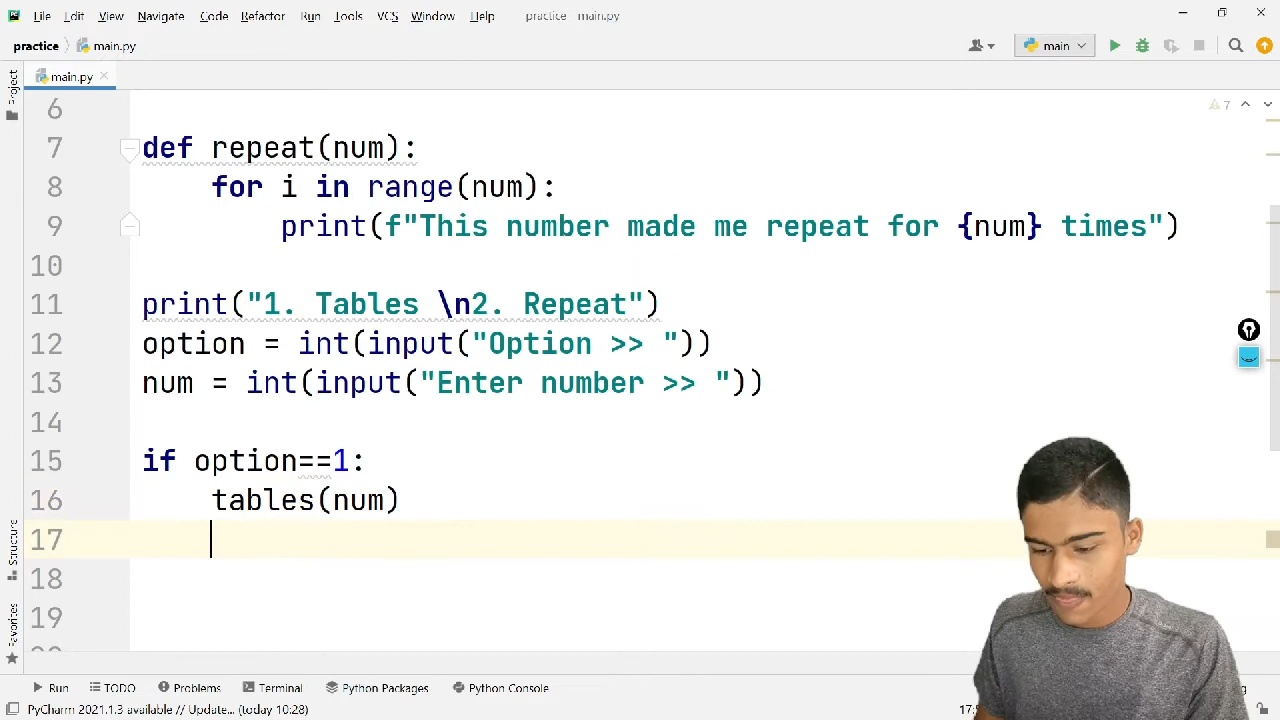 File Edit View Navigate Code Refactor Run Tools VCS Window Help practice - main.py
practice main.py
main
Project
main.py
7
6
7 def repeat(num):
8 for i in range(num):
9 print(f"This number made me repeat for {num} times")
10
11 print("1. Tables \n2. Repeat")
12 option = int(input("Option >> "))
13 num = int(input("Enter number >> "))
14
15 if option==1:
16 tables(num)
17
18
19
Structure
Favorites
Run TODO Problems Terminal Python Packages Python Console
PyCharm 2021.1.3 available // Update... (today 10:28)